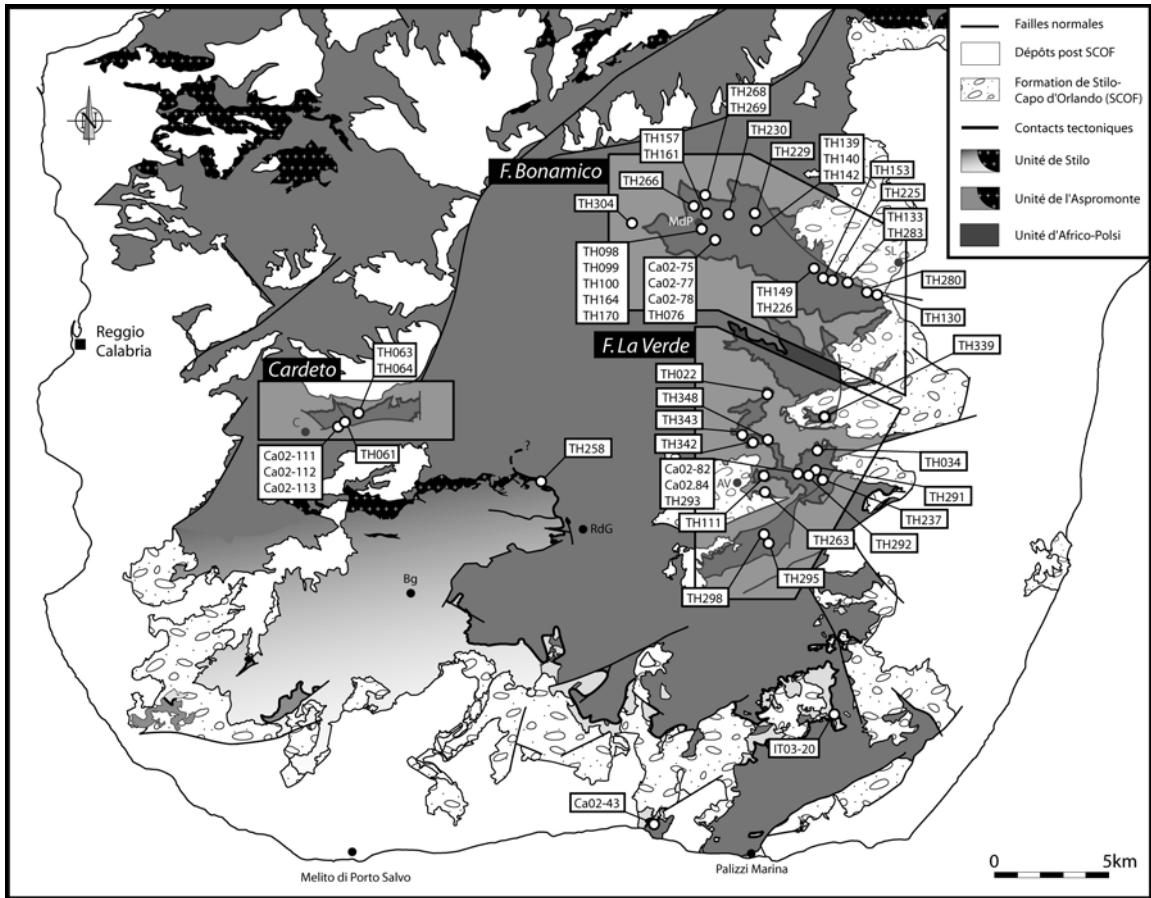 Failles normales
Dépôts post SCOF
Formation de Stilo-
Capo d'Orlando (SCOF)
Contacts tectoniques
Unité de Stilo
Unité de l'Aspromonte
Unité d'Africo-Polsi
N
TH268
TH269
TH157
TH161
TH230
TH229
TH139
TH140
TH142
TH153
TH225
TH133
TH283
F. Bonamico
TH266
TH304
MdP
SL
TH098
TH099
TH100
TH164
TH170
Ca02-75
Ca02-77
Ca02-78
TH076
TH149
TH226
TH280
TH130
Reggio
Calabria
TH063
TH064
Cardeto
C
TH061
Ca02-111
Ca02-112
Ca02-113
F. La Verde
TH339
TH022
TH348
TH343
TH342
?
TH258
Ca02-82
Ca02.84
TH293
AV
TH034
TH291
TH237
TH111
TH263
TH292
RdG
Bg
TH298
TH295
IT03-20
Ca02-43
Melito di Porto Salvo
Palizzi Marina
0 5km